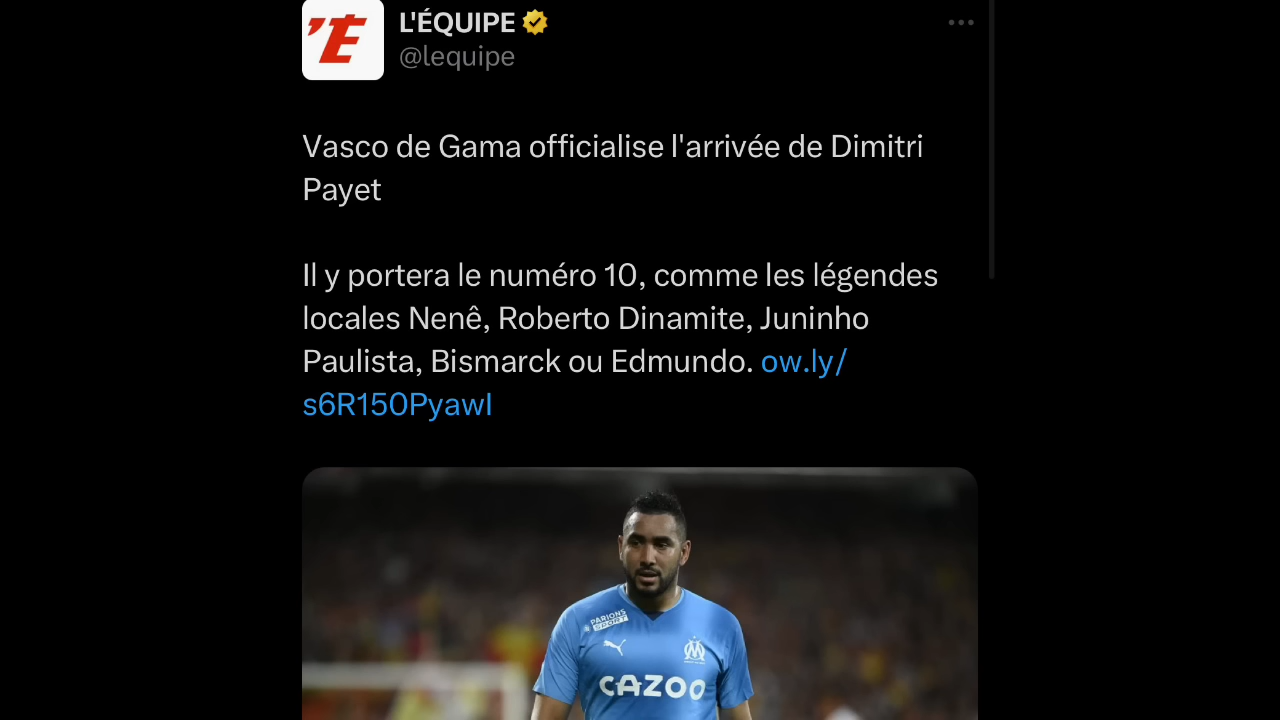 'E
L'ÉQUIPE
@lequipe
Vasco de Gama officialise l'arrivée de Dimitri
Payet
Il y portera le numéro 10, comme les légendes
locales Nenê, Roberto Dinamite, Juninho
Paulista, Bismarck ou Edmundo. ow.ly/
s6R150PyawI
PARIONS
SPORT
CAZOO